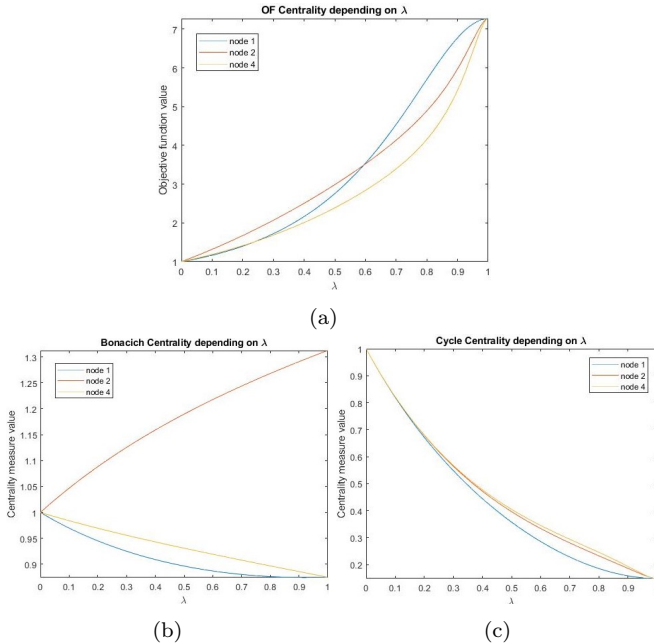 OF Centrality depending on λ
node 1
node 2
node 4
Objective function value
7
6
5
4
3
2
1
0 0.1 0.2 0.3 0.4 0.5 0.6 0.7 0.8 0.9 1
λ
(a)
Bonacich Centrality depending on λ
node 1
node 2
node 4
Centrality measure value
1.3
1.25
1.2
1.15
1.1
1.05
1
0.95
0.9
0 0.1 0.2 0.3 0.4 0.5 0.6 0.7 0.8 0.9 1
λ
(b)
Cycle Centrality depending on λ
node 1
node 2
node 4
Centrality measure value
1
0.9
0.8
0.7
0.6
0.5
0.4
0.3
0.2
0 0.1 0.2 0.3 0.4 0.5 0.6 0.7 0.8 0.9
λ
(c)